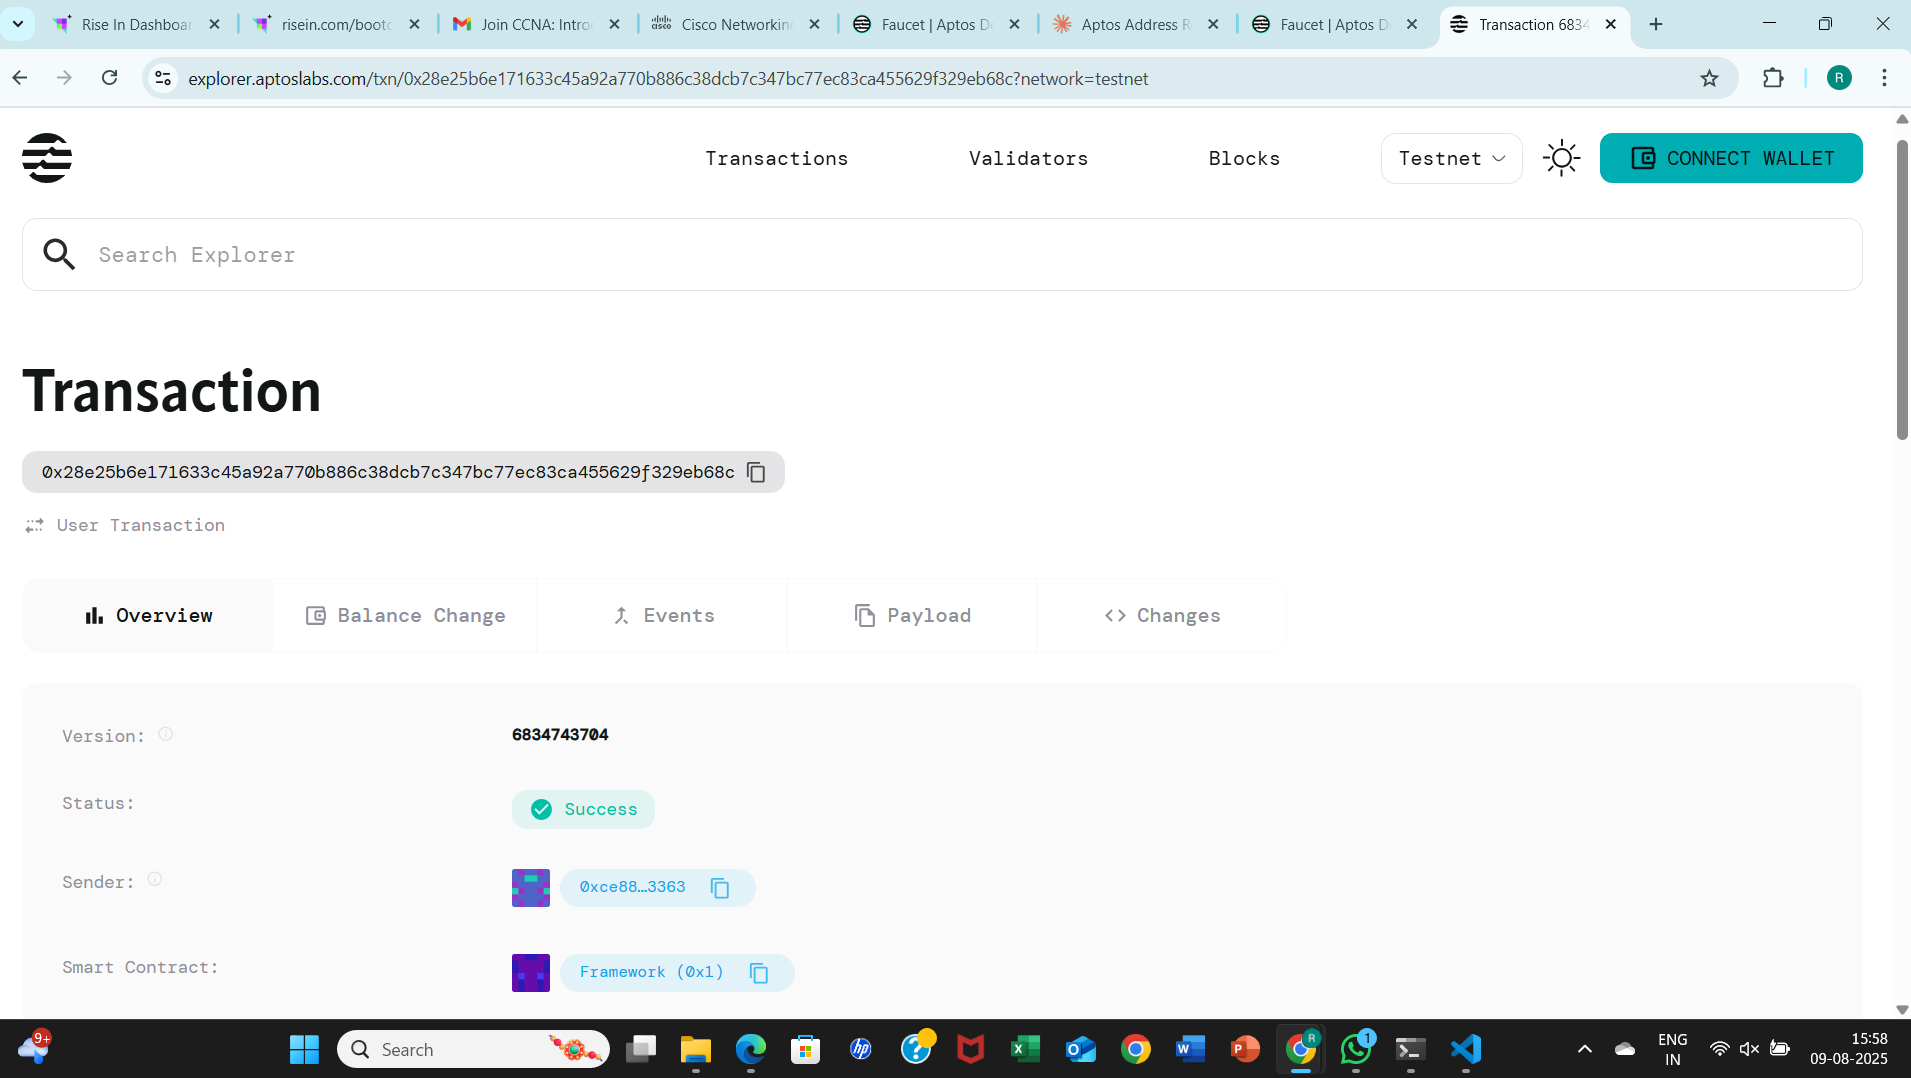 Rise In Dashboar
risein.com/bootc
Join CCNA: Intro
Cisco Networking
Faucet | Aptos D
Aptos Address R
Faucet | Aptos D
Transaction 6834
explorer.aptoslabs.com/txn/0x28e25b6e171633c45a92a770b886c38dcb7c347bc77ec83ca455629f329eb68c?network=testnet
R
Transactions
Validators
Blocks
Testnet
CONNECT WALLET
Search Explorer
Transaction
0x28e25b6e171633c45a92a770b886c38dcb7c347bc77ec83ca455629f329eb68c
User Transaction
Overview
Balance Change
Events
Payload
Changes
Version:
6834743704
Status:
Success
Sender:
0xce88…3363
Smart Contract:
Framework (0x1)
9+
Search
1
ENG
IN
15:58
09-08-2025